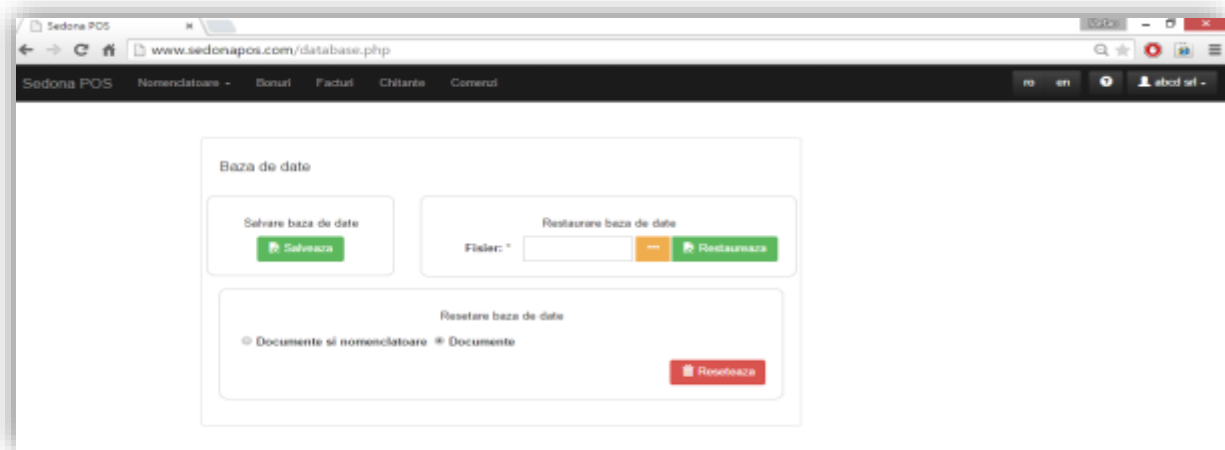 Sedona POS
www.sedonapos.com/database.php
Sedona POS Nomenclatoare Bonuri Facturi Chitante Comenzi ro en abcd srl
Baza de date
Salvare baza de date
Salveaza
Restaurare baza de date
Fisier: *
Restaureaza
Resetare baza de date
Documente si nomenclatoare Documente
Reseteaza